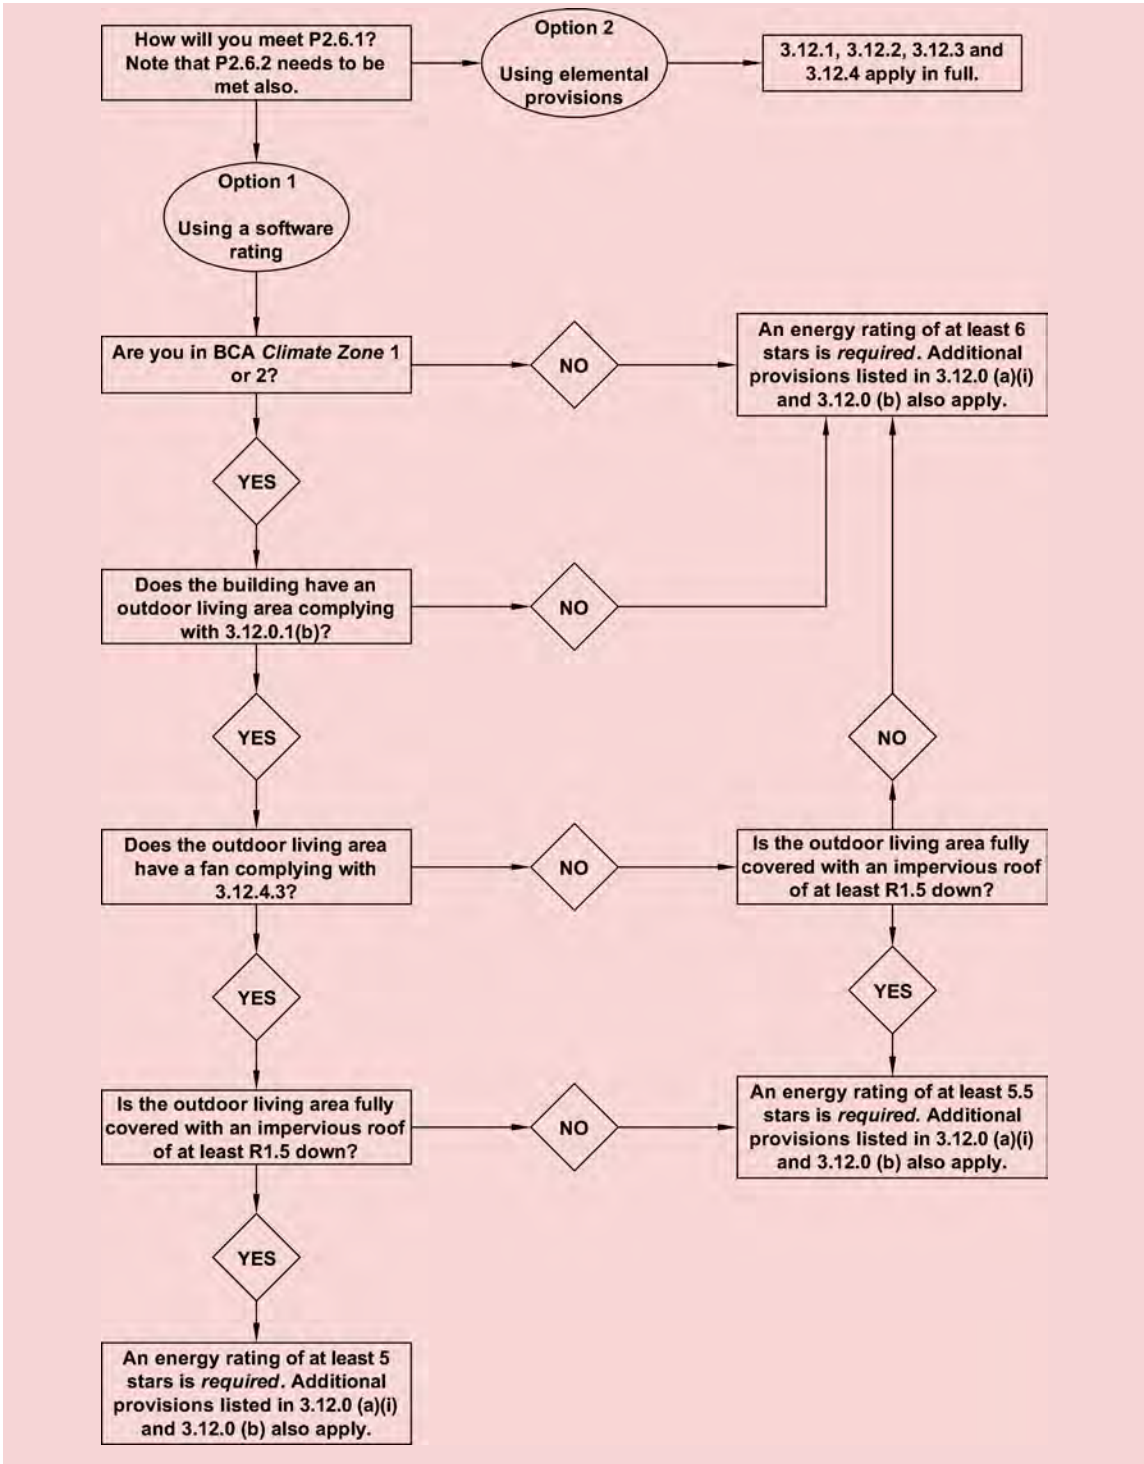 How will you meet P2.6.1?
Note that P2.6.2 needs to be
met also.
Option 2
Using elemental
provisions
3.12.1, 3.12.2, 3.12.3 and
3.12.4 apply in full.
Option 1
Using a software
rating
Are you in BCA Climate Zone 1
or 2?
NO
An energy rating of at least 6
stars is required. Additional
provisions listed in 3.12.0 (a)(i)
and 3.12.0 (b) also apply.
YES
Does the building have an
outdoor living area complying
with 3.12.0.1(b)?
NO
YES
NO
Does the outdoor living area
have a fan complying with
3.12.4.3?
NO
Is the outdoor living area fully
covered with an impervious roof
of at least R1.5 down?
YES
YES
Is the outdoor living area fully
covered with an impervious roof
of at least R1.5 down?
NO
An energy rating of at least 5.5
stars is required. Additional
provisions listed in 3.12.0 (a)(i)
and 3.12.0 (b) also apply.
YES
An energy rating of at least 5
stars is required. Additional
provisions listed in 3.12.0 (a)(i)
and 3.12.0 (b) also apply.